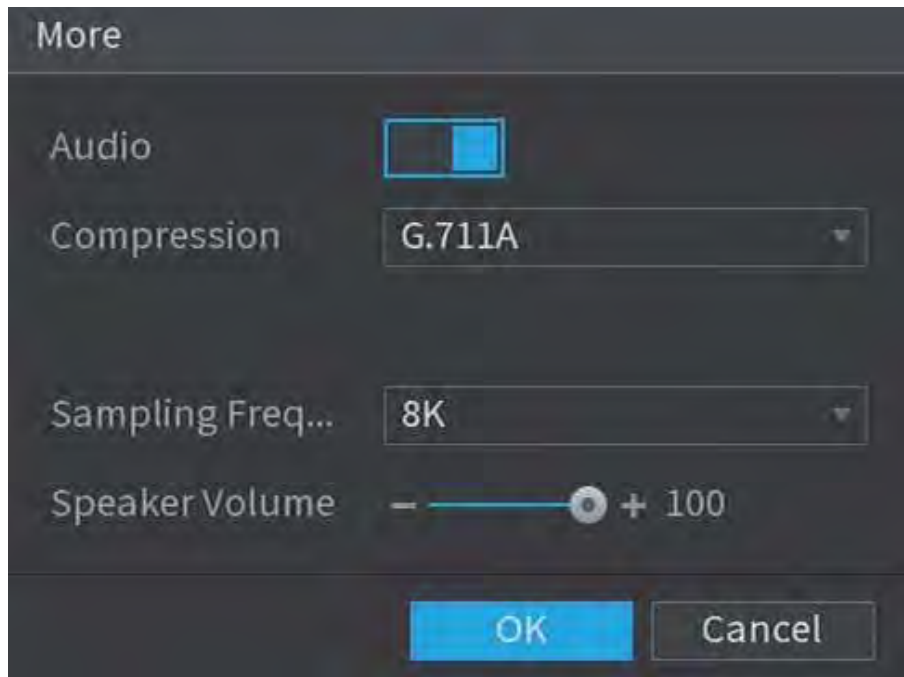 More
Audio
Compression G.711A
Sampling Freq... 8K
Speaker Volume - + 100
OK Cancel